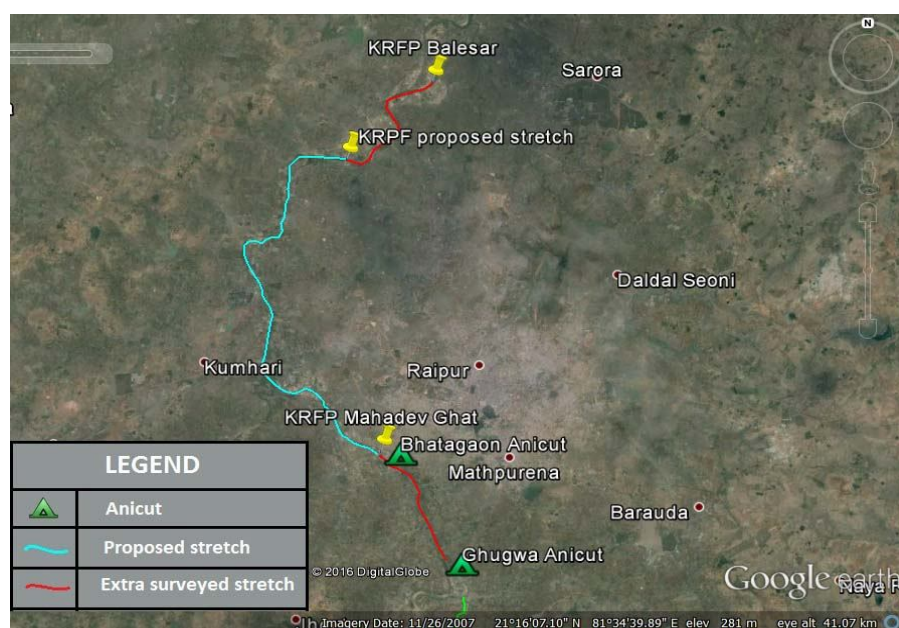 N
KRFP Balesar
Sarora
KRPF proposed stretch
Daldal Seoni
Kumhari
Raipur
KRFP Mahadev Ghat
Bhatagaon Anicut
Mathpurena
LEGEND
Anicut
Proposed stretch
Extra surveyed stretch
Barauda
Ghugwa Anicut
© 2016 DigitalGlobe
Google earth
Naya
Imagery Date: 11/26/2007 21°16'07.10" N 81°34'39.89" E elev 281 m eye alt 41.07 km